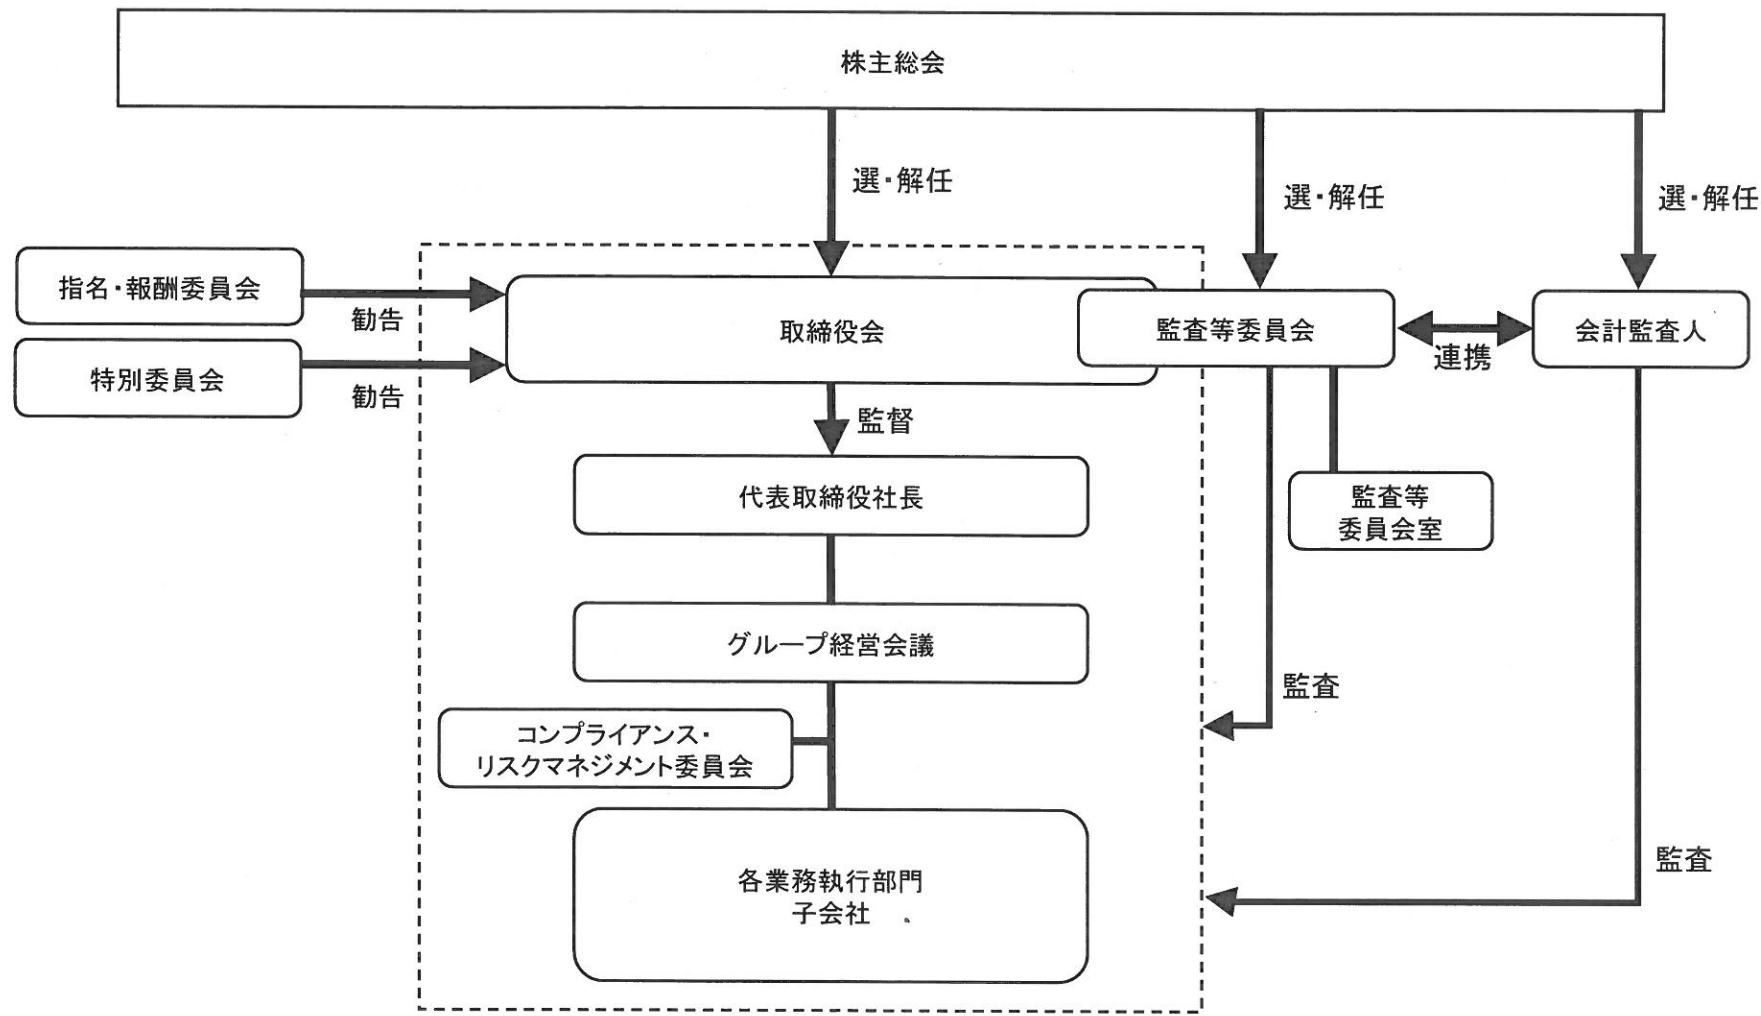 株主総会
選・解任
選・解任
選・解任
指名・報酬委員会
勧告
特別委員会
勧告
取締役会
監査等委員会
連携
会計監査人
監督
代表取締役社長
監査等
委員会室
グループ経営会議
監査
コンプライアンス・
リスクマネジメント委員会
各業務執行部門
子会社
監査